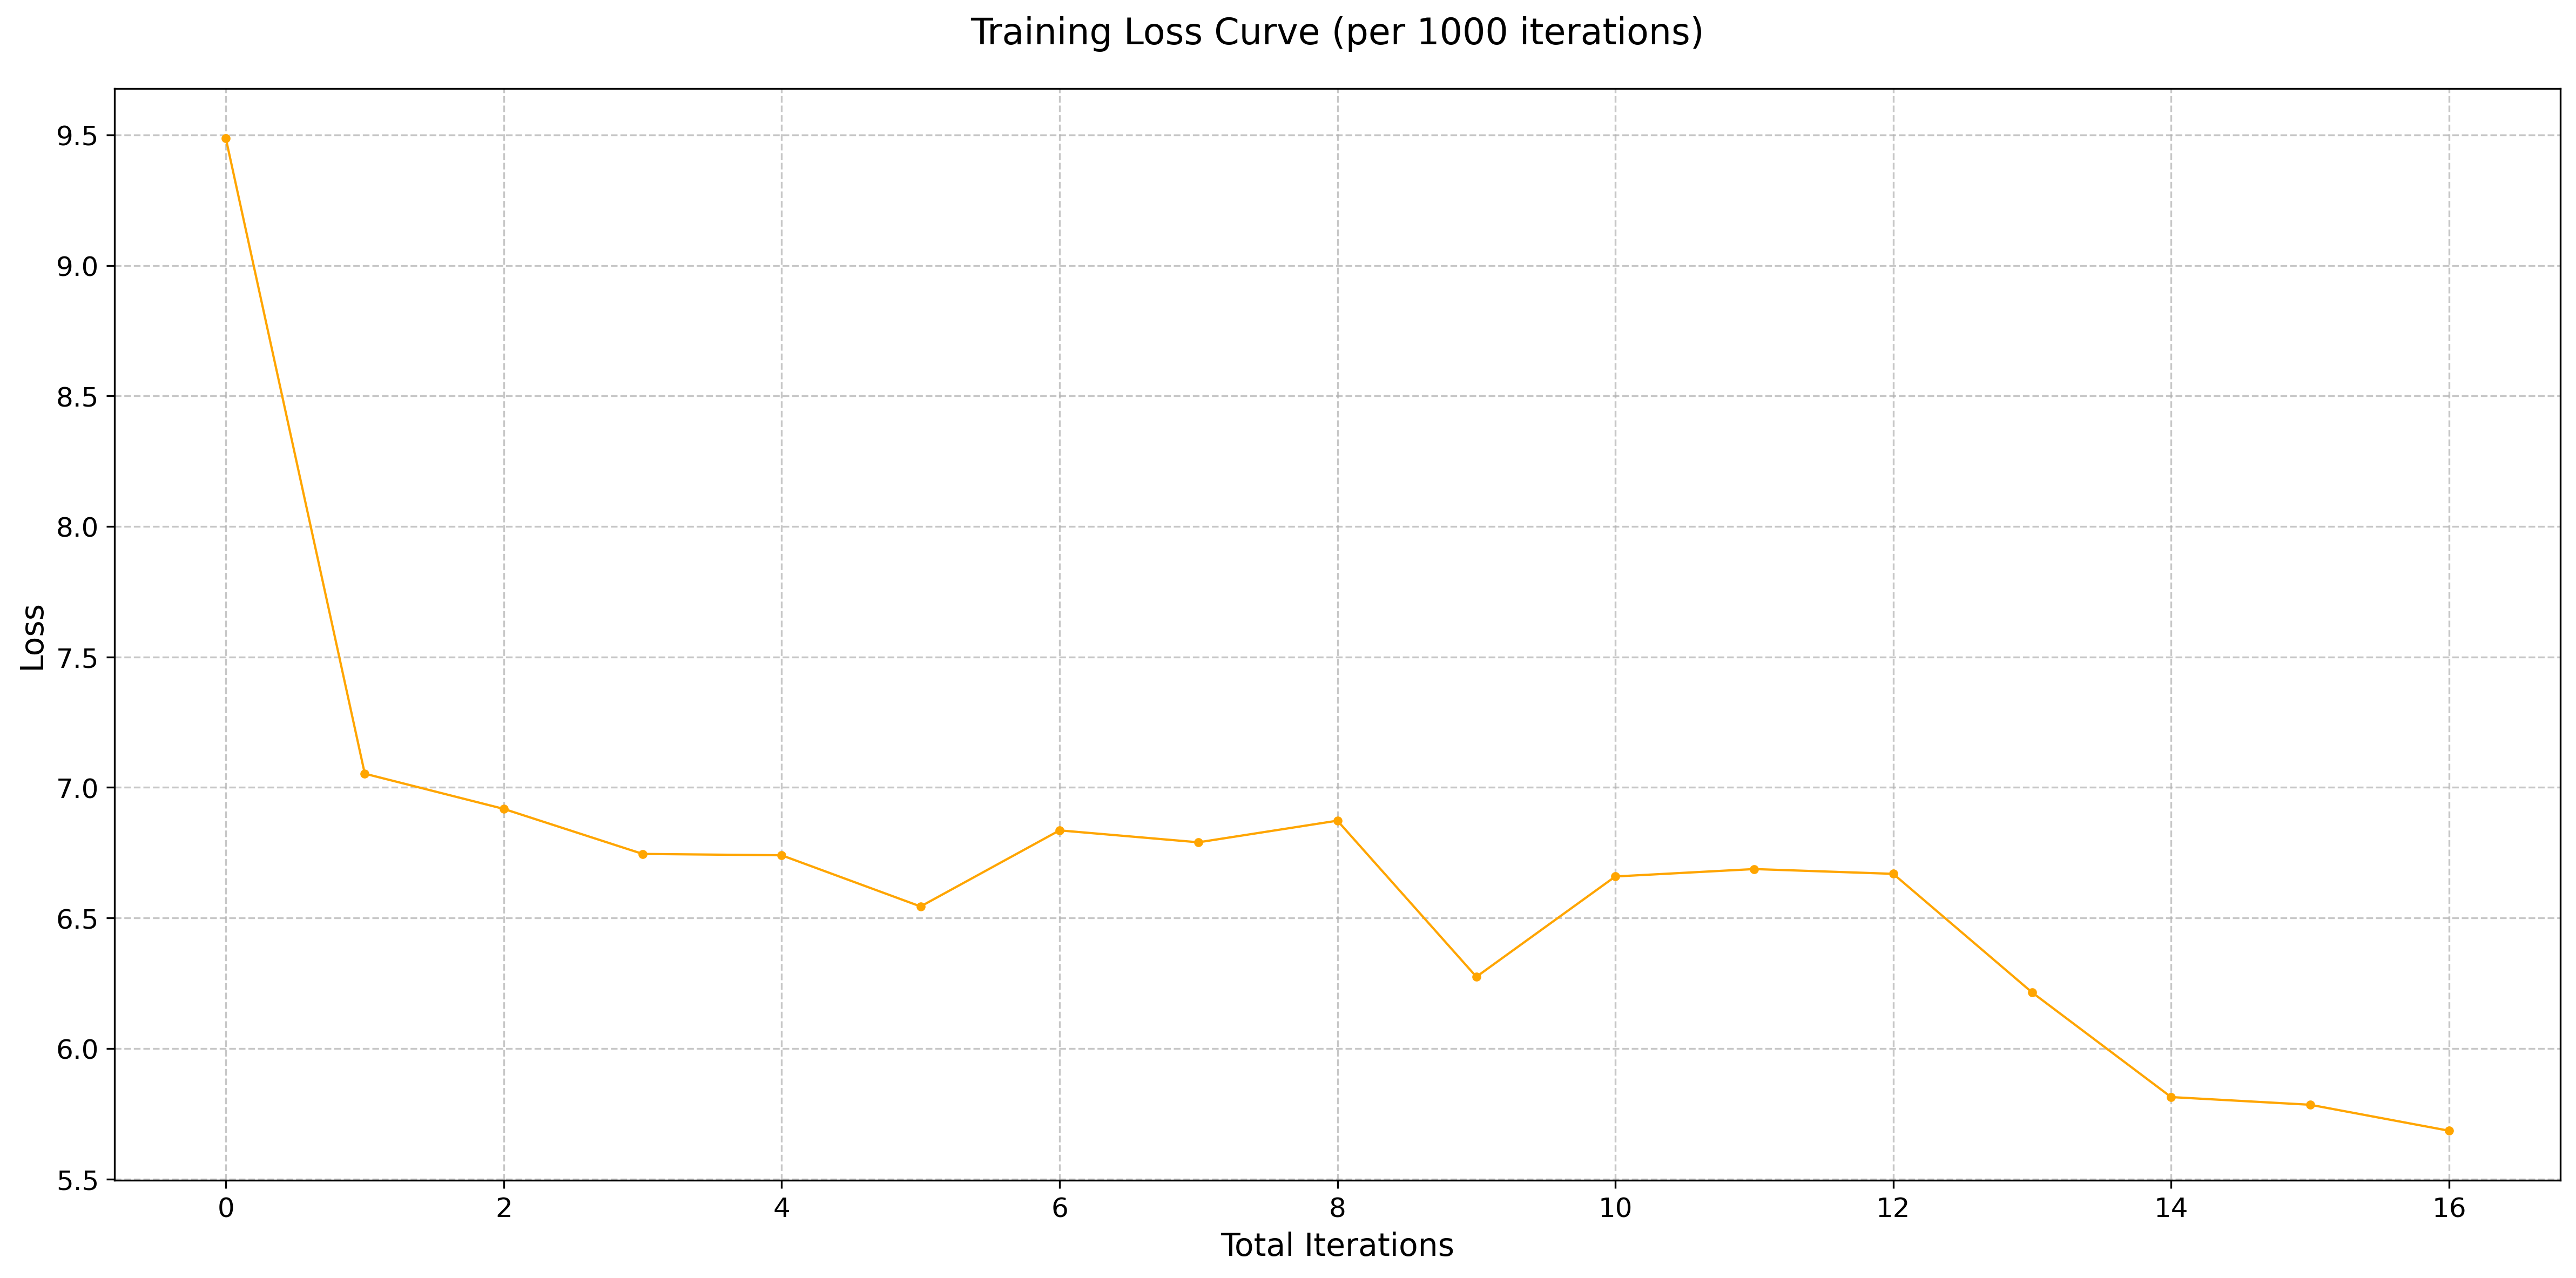 Training Loss Curve (per 1000 iterations)
9.5
9.0
8.5
8.0
7.5
7.0
6.5
6.0
5.5
Loss
0 2 4 6 8 10 12 14 16
Total Iterations